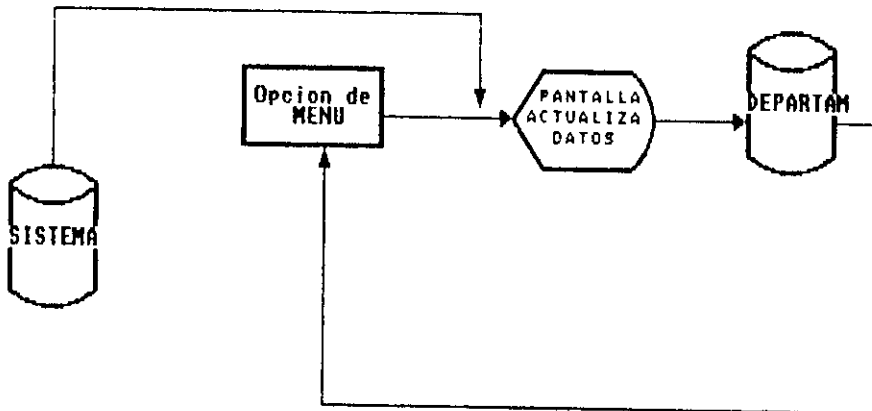 Opcion de
MENU
PANTALLA
ACTUALIZA
DATOS
DEPARTAM
SISTEMA